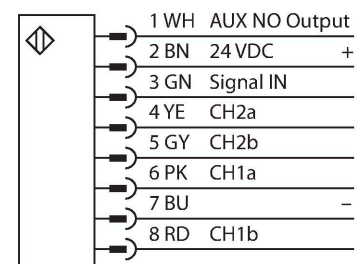 1 WH AUX NO Output
2 BN 24 VDC +
3 GN Signal IN
4 YE CH2a
5 GY CH2b
6 PK CH1a
7 BU –
8 RD CH1b